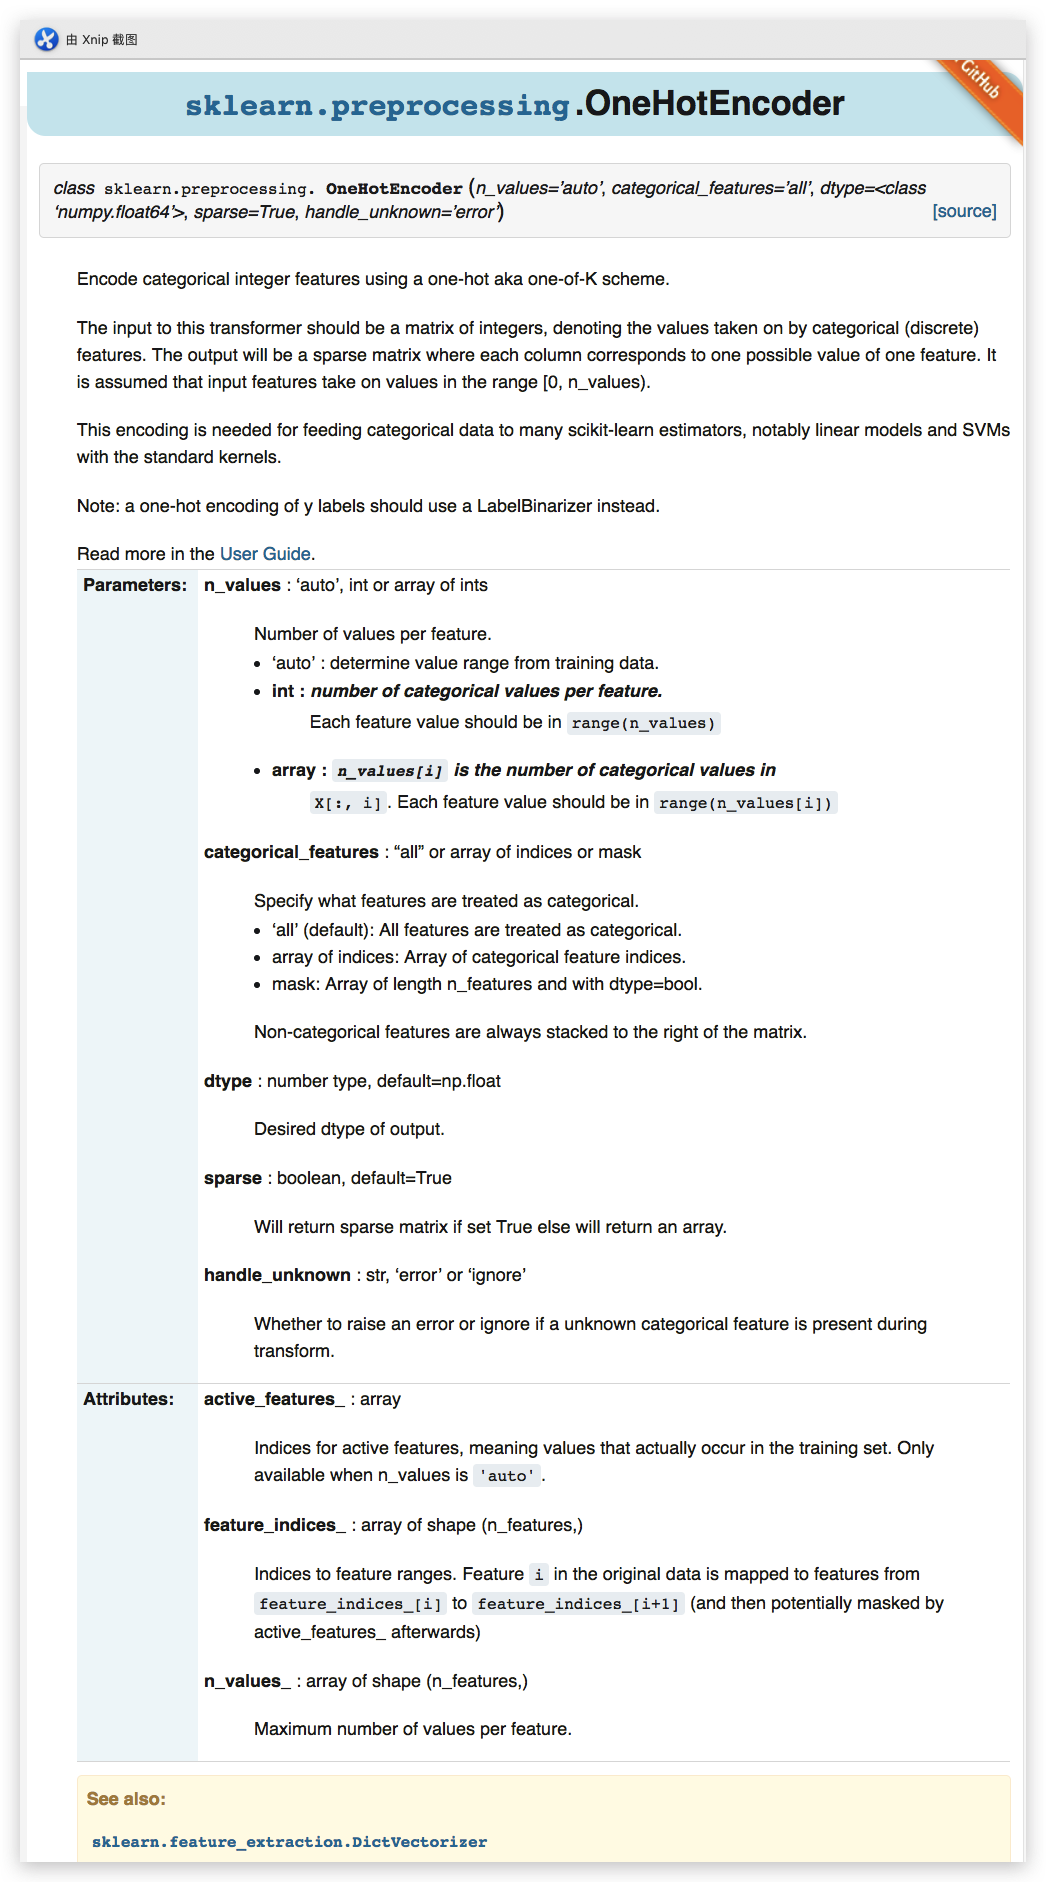 由 Xnip 截图
GitHub
sklearn.preprocessing.OneHotEncoder
class sklearn.preprocessing. OneHotEncoder (n_values=’auto’, categorical_features=’all’, dtype=<class
‘numpy.float64’>, sparse=True, handle_unknown=’error’)
[source]
Encode categorical integer features using a one-hot aka one-of-K scheme.
The input to this transformer should be a matrix of integers, denoting the values taken on by categorical (discrete)
features. The output will be a sparse matrix where each column corresponds to one possible value of one feature. It
is assumed that input features take on values in the range [0, n_values).
This encoding is needed for feeding categorical data to many scikit-learn estimators, notably linear models and SVMs
with the standard kernels.
Note: a one-hot encoding of y labels should use a LabelBinarizer instead.
Read more in the User Guide.
Parameters: n_values : ‘auto’, int or array of ints
Number of values per feature.
• ‘auto’ : determine value range from training data.
• int : number of categorical values per feature.
Each feature value should be in range(n_values)
• array : n_values[i] is the number of categorical values in
X[:, i]. Each feature value should be in range(n_values[i])
categorical_features : “all” or array of indices or mask
Specify what features are treated as categorical.
• ‘all’ (default): All features are treated as categorical.
• array of indices: Array of categorical feature indices.
• mask: Array of length n_features and with dtype=bool.
Non-categorical features are always stacked to the right of the matrix.
dtype : number type, default=np.float
Desired dtype of output.
sparse : boolean, default=True
Will return sparse matrix if set True else will return an array.
handle_unknown : str, ‘error’ or ‘ignore’
Whether to raise an error or ignore if a unknown categorical feature is present during
transform.
Attributes: active_features_ : array
Indices for active features, meaning values that actually occur in the training set. Only
available when n_values is 'auto'.
feature_indices_ : array of shape (n_features,)
Indices to feature ranges. Feature i in the original data is mapped to features from
feature_indices_[i] to feature_indices_[i+1] (and then potentially masked by
active_features_ afterwards)
n_values_ : array of shape (n_features,)
Maximum number of values per feature.
See also:
sklearn.feature_extraction.DictVectorizer